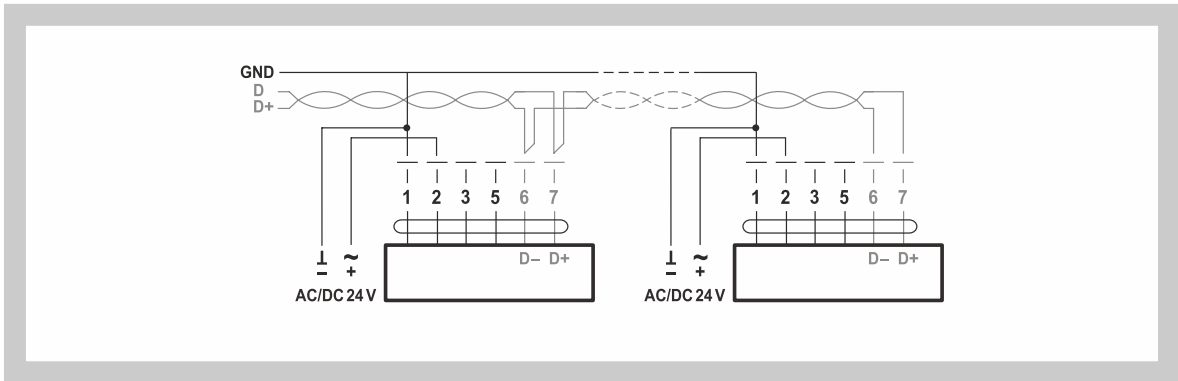 GND
D
D+
1 2 3 5 6 7
1 2 3 5 6 7
D– D+
D– D+
⊥ ~
– +
AC/DC 24 V
⊥ ~
– +
AC/DC 24 V